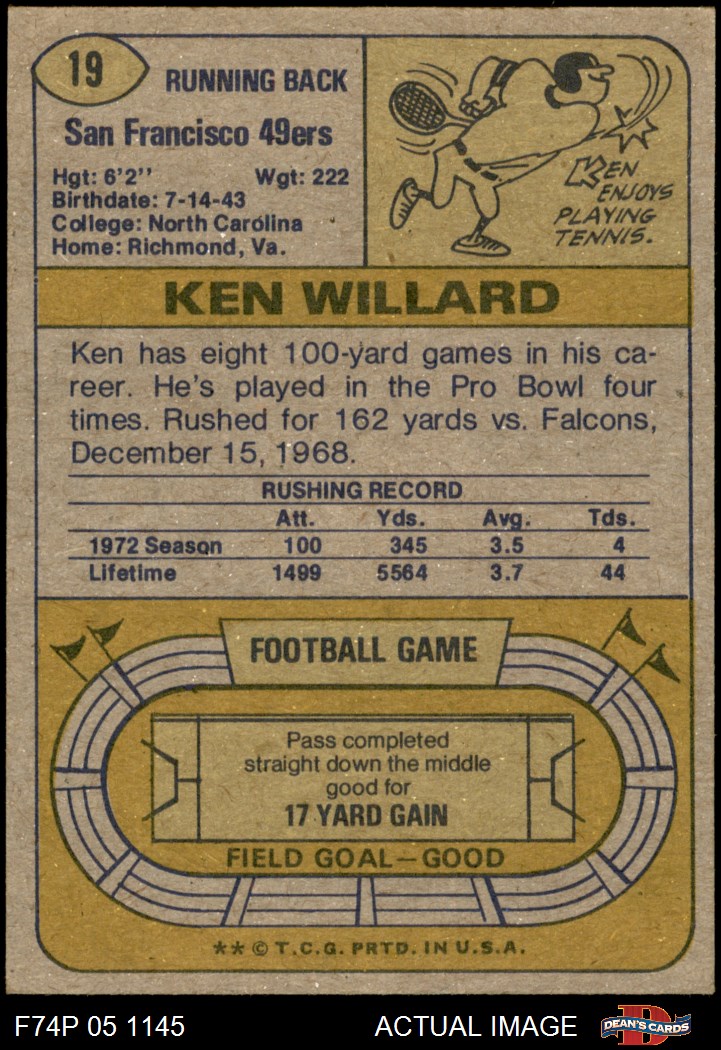 19
RUNNING BACK
San Francisco 49ers
Hgt: 6'2'' Wgt: 222
Birthdate: 7-14-43
College: North Carolina
Home: Richmond, Va.
KEN
ENJOYS
PLAYING
TENNIS.
KEN WILLARD
Ken has eight 100-yard games in his ca-
reer. He's played in the Pro Bowl four
times. Rushed for 162 yards vs. Falcons,
December 15, 1968.
RUSHING RECORD
Att. Yds. Avg. Tds.
1972 Season 100 345 3.5 4
Lifetime 1499 5564 3.7 44
FOOTBALL GAME
Pass completed
straight down the middle
good for
17 YARD GAIN
FIELD GOAL—GOOD
** © T.C.G. PRTD. IN U.S.A.
F74P 05 1145 ACTUAL IMAGE D DEAN'S CARDS